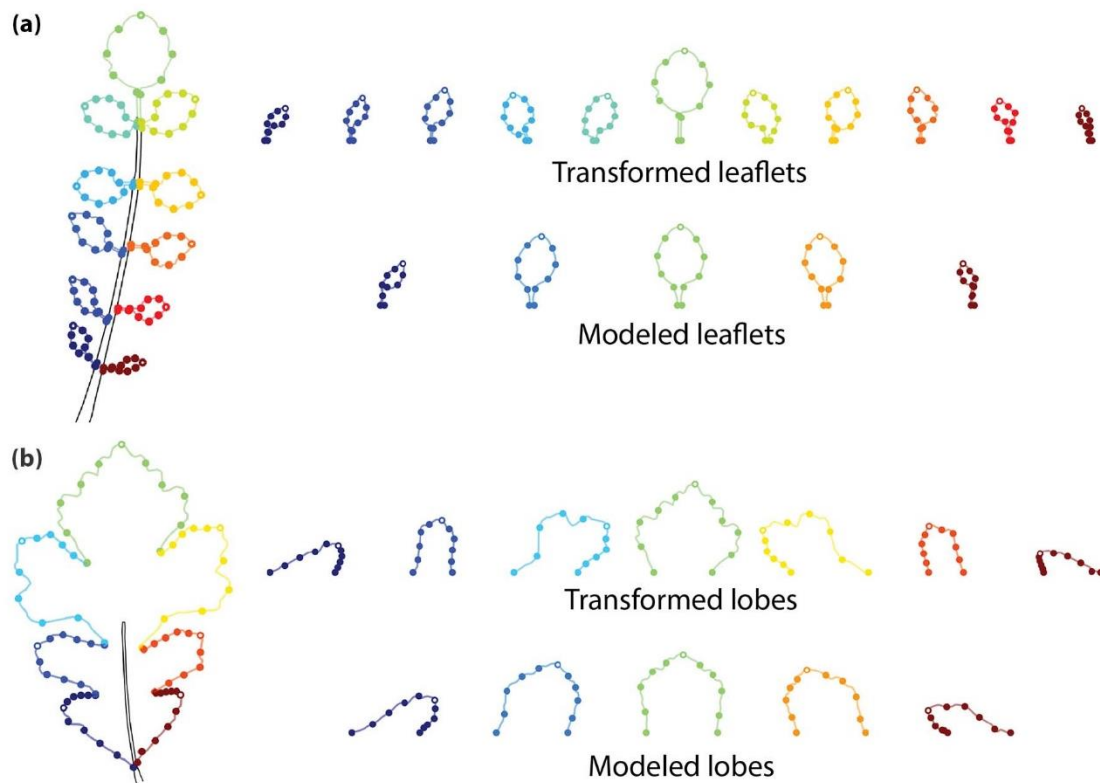 (a)
Transformed leaflets
Modeled leaflets
(b)
Transformed lobes
Modeled lobes